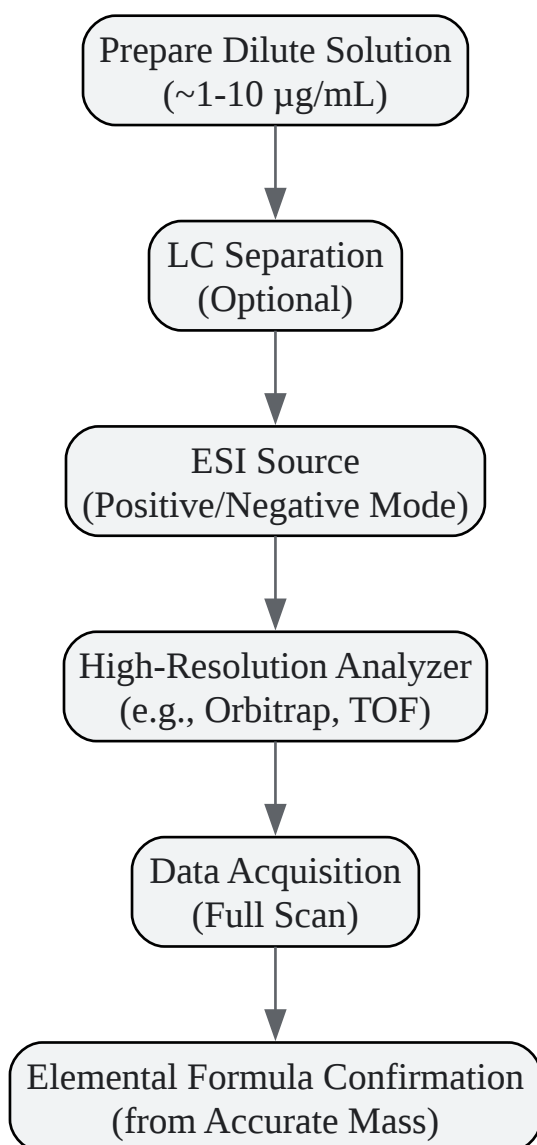 Prepare Dilute Solution
(~1-10 µg/mL)
LC Separation
(Optional)
ESI Source
(Positive/Negative Mode)
High-Resolution Analyzer
(e.g., Orbitrap, TOF)
Data Acquisition
(Full Scan)
Elemental Formula Confirmation
(from Accurate Mass)